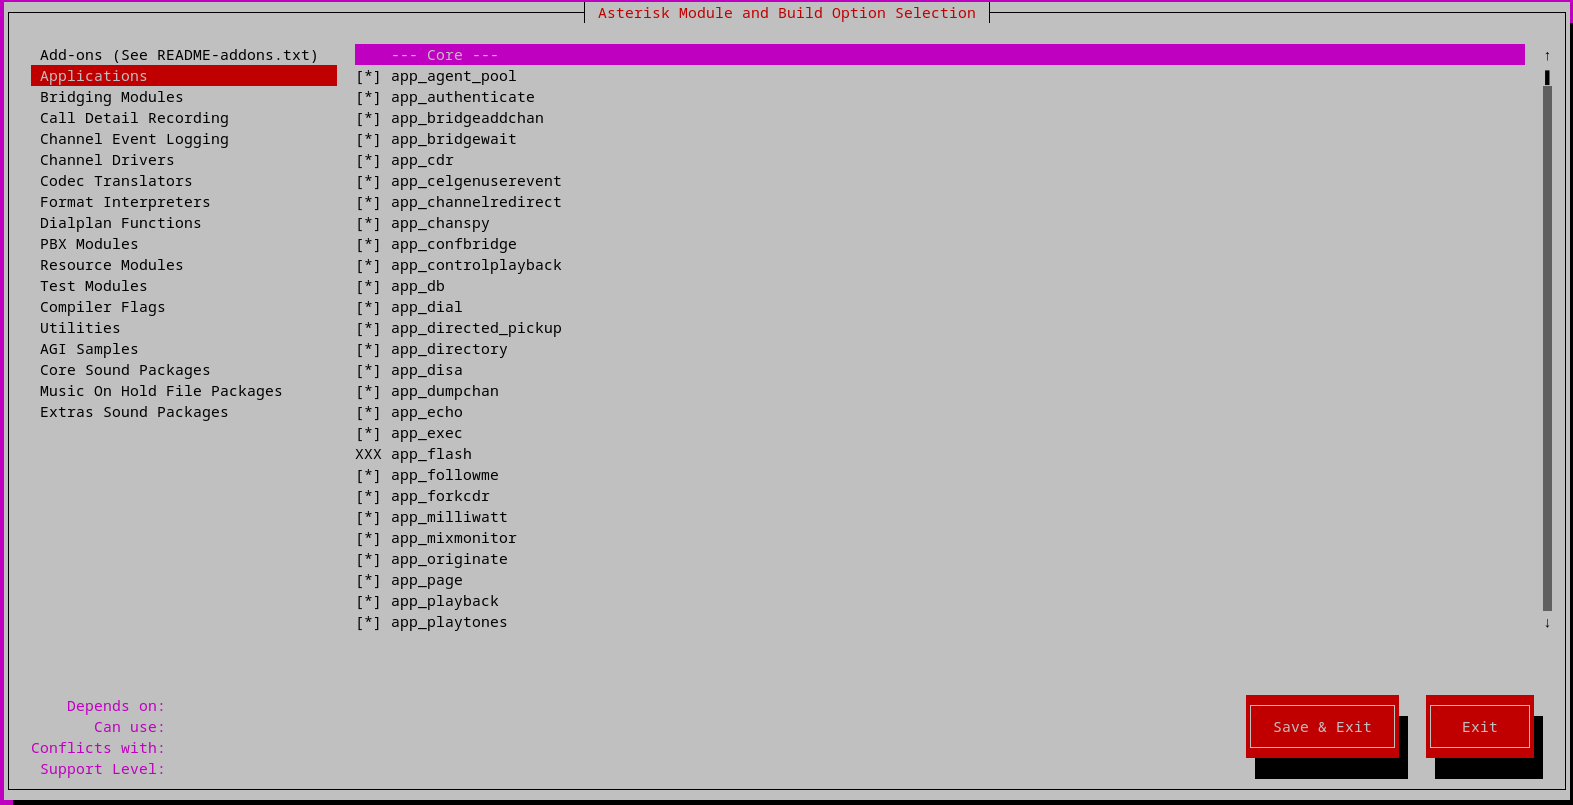 Asterisk Module and Build Option Selection
Add-ons (See README-addons.txt)
Applications
Bridging Modules
Call Detail Recording
Channel Event Logging
Channel Drivers
Codec Translators
Format Interpreters
Dialplan Functions
PBX Modules
Resource Modules
Test Modules
Compiler Flags
Utilities
AGI Samples
Core Sound Packages
Music On Hold File Packages
Extras Sound Packages
--- Core --- ↑
[*] app_agent_pool
[*] app_authenticate
[*] app_bridgeaddchan
[*] app_bridgewait
[*] app_cdr
[*] app_celgenuserevent
[*] app_channelredirect
[*] app_chanspy
[*] app_confbridge
[*] app_controlplayback
[*] app_db
[*] app_dial
[*] app_directed_pickup
[*] app_directory
[*] app_disa
[*] app_dumpchan
[*] app_echo
[*] app_exec
XXX app_flash
[*] app_followme
[*] app_forkcdr
[*] app_milliwatt
[*] app_mixmonitor
[*] app_originate
[*] app_page
[*] app_playback
[*] app_playtones ↓
Depends on:
Can use:
Conflicts with:
Support Level:
Save & Exit
Exit